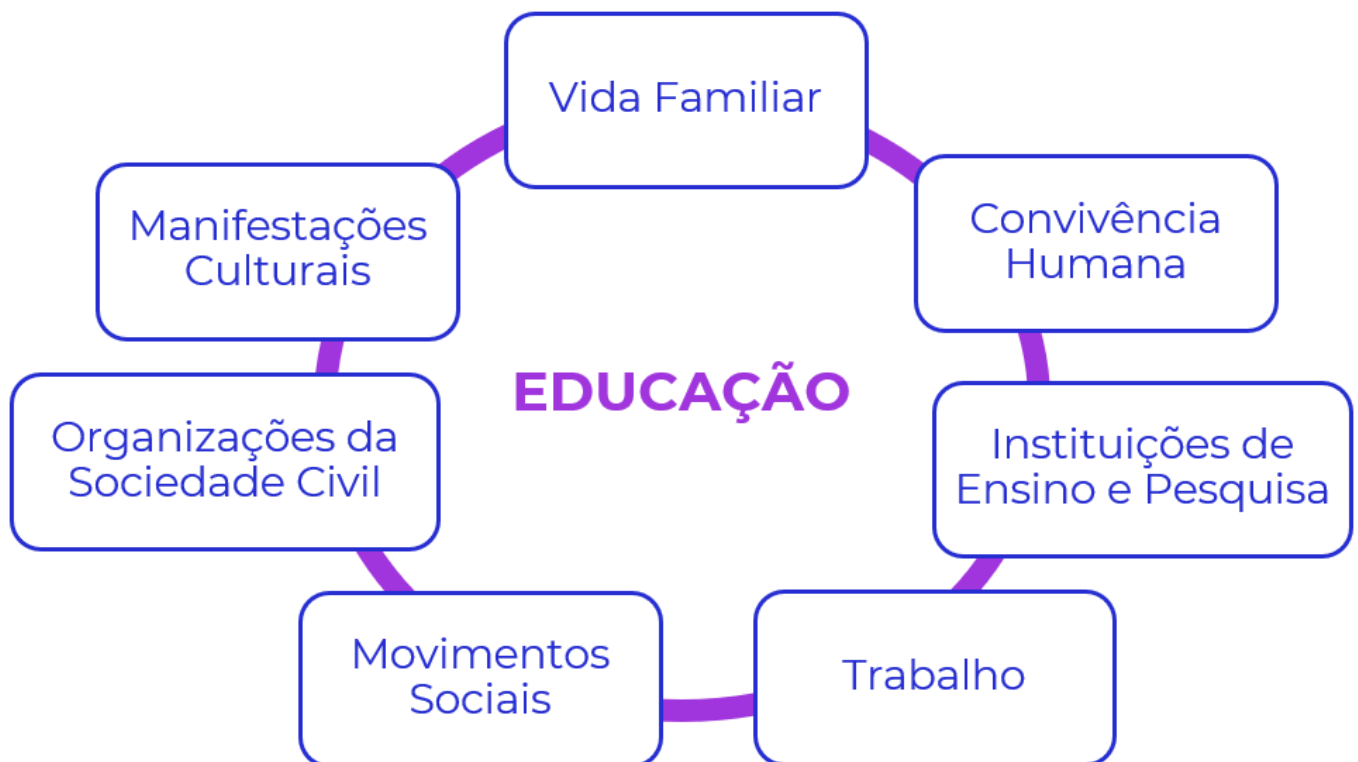 Vida Familiar
Manifestações
Culturais
Convivência
Humana
EDUCAÇÃO
Organizações da
Sociedade Civil
Instituições de
Ensino e Pesquisa
Movimentos
Sociais
Trabalho